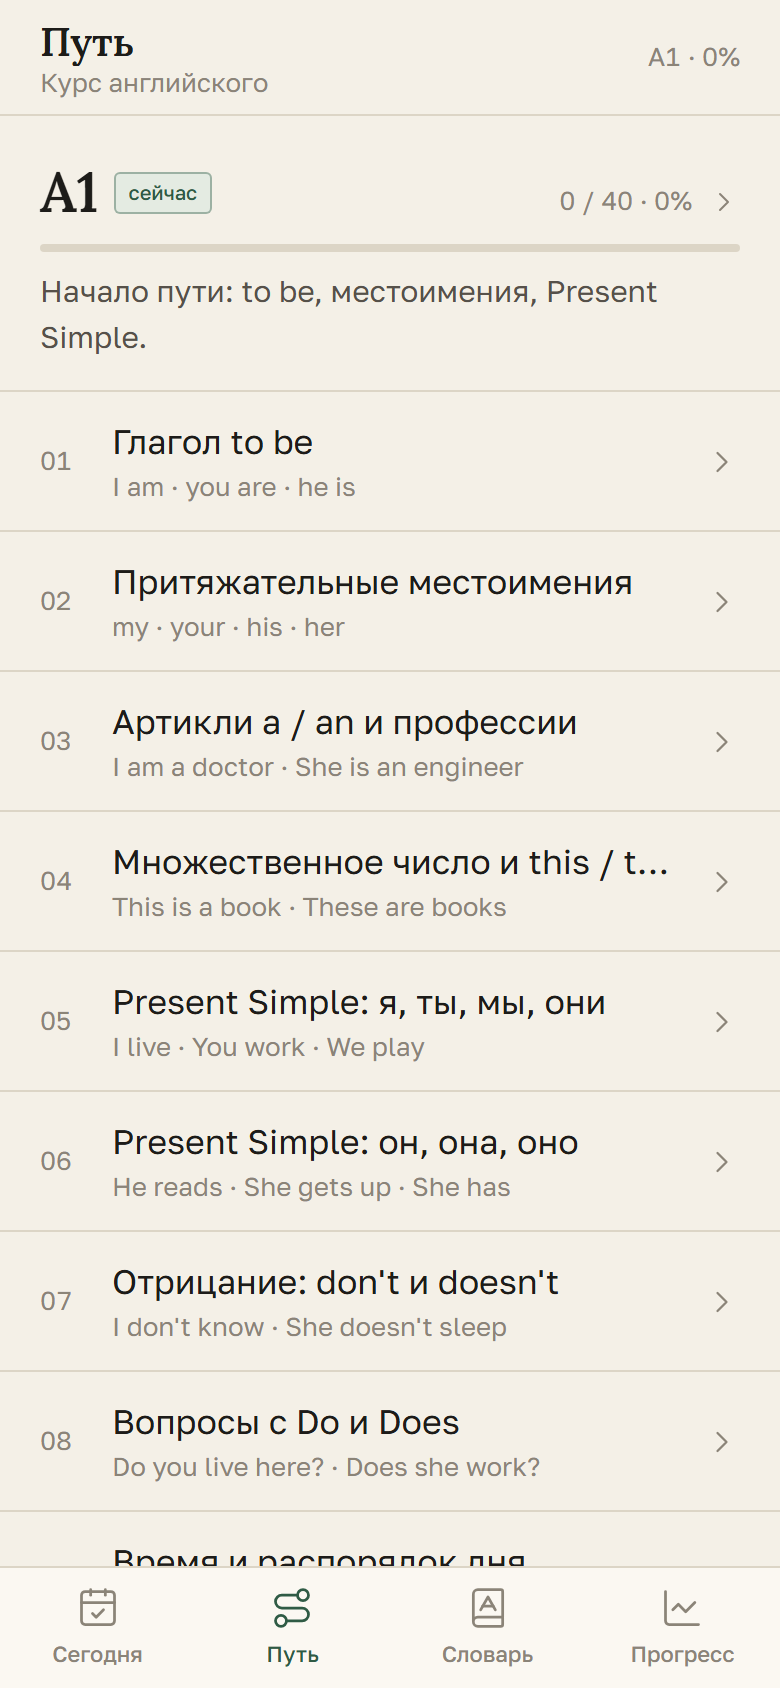 Путь
Курс английского
A1 · 0%
A1
сейчас
0 / 40 · 0%
Начало пути: to be, местоимения, Present
Simple.
01
Глагол to be
I am · you are · he is
02
Притяжательные местоимения
my · your · his · her
03
Артикли a / an и профессии
I am a doctor · She is an engineer
04
Множественное число и this / t...
This is a book · These are books
05
Present Simple: я, ты, мы, они
I live · You work · We play
06
Present Simple: он, она, оно
He reads · She gets up · She has
07
Отрицание: don't и doesn't
I don't know · She doesn't sleep
08
Вопросы с Do и Does
Do you live here? · Does she work?
Время и распорядок дня
Сегодня
Путь
Словарь
Прогресс